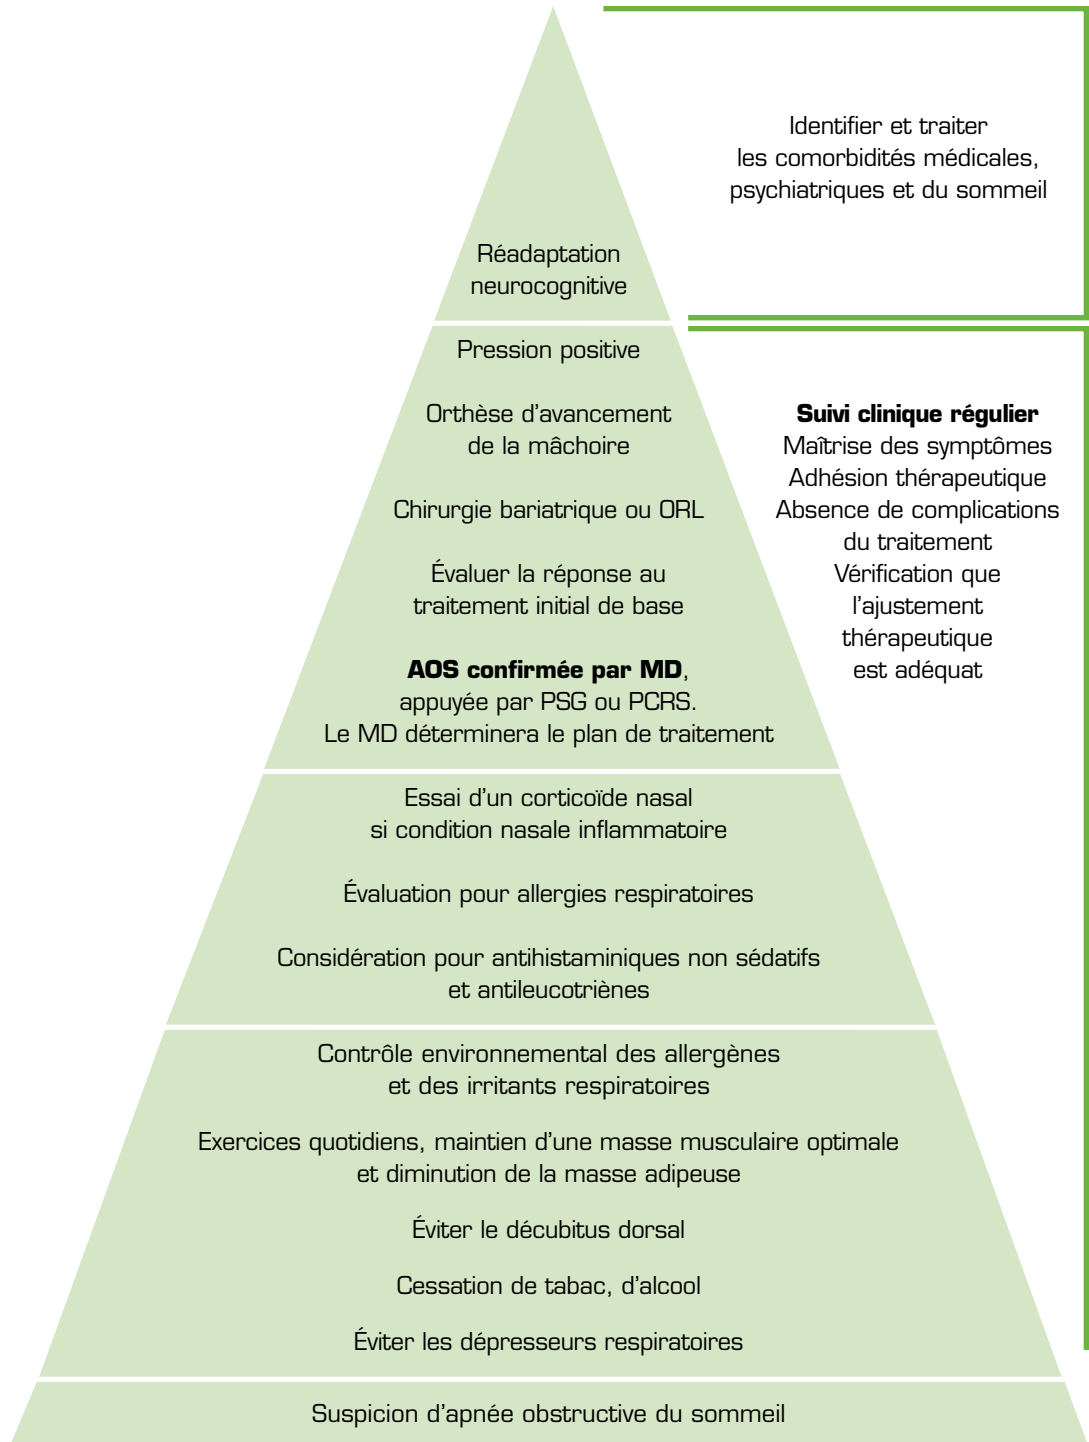 Identifier et traiter
les comorbidités médicales,
psychiatriques et du sommeil
Réadaptation
neurocognitive
Pression positive
Orthèse d'avancement
de la mâchoire
Chirurgie bariatrique ou ORL
Évaluer la réponse au
traitement initial de base
AOS confirmée par MD,
appuyée par PSG ou PCRS.
Le MD déterminera le plan de traitement
Suivi clinique régulier
Maîtrise des symptômes
Adhésion thérapeutique
Absence de complications
du traitement
Vérification que
l'ajustement
thérapeutique
est adéquat
Essai d'un corticoïde nasal
si condition nasale inflammatoire
Évaluation pour allergies respiratoires
Considération pour antihistaminiques non sédatifs
et antileucotriènes
Contrôle environnemental des allergènes
et des irritants respiratoires
Exercices quotidiens, maintien d'une masse musculaire optimale
et diminution de la masse adipeuse
Éviter le décubitus dorsal
Cessation de tabac, d'alcool
Éviter les dépresseurs respiratoires
Suspicion d'apnée obstructive du sommeil